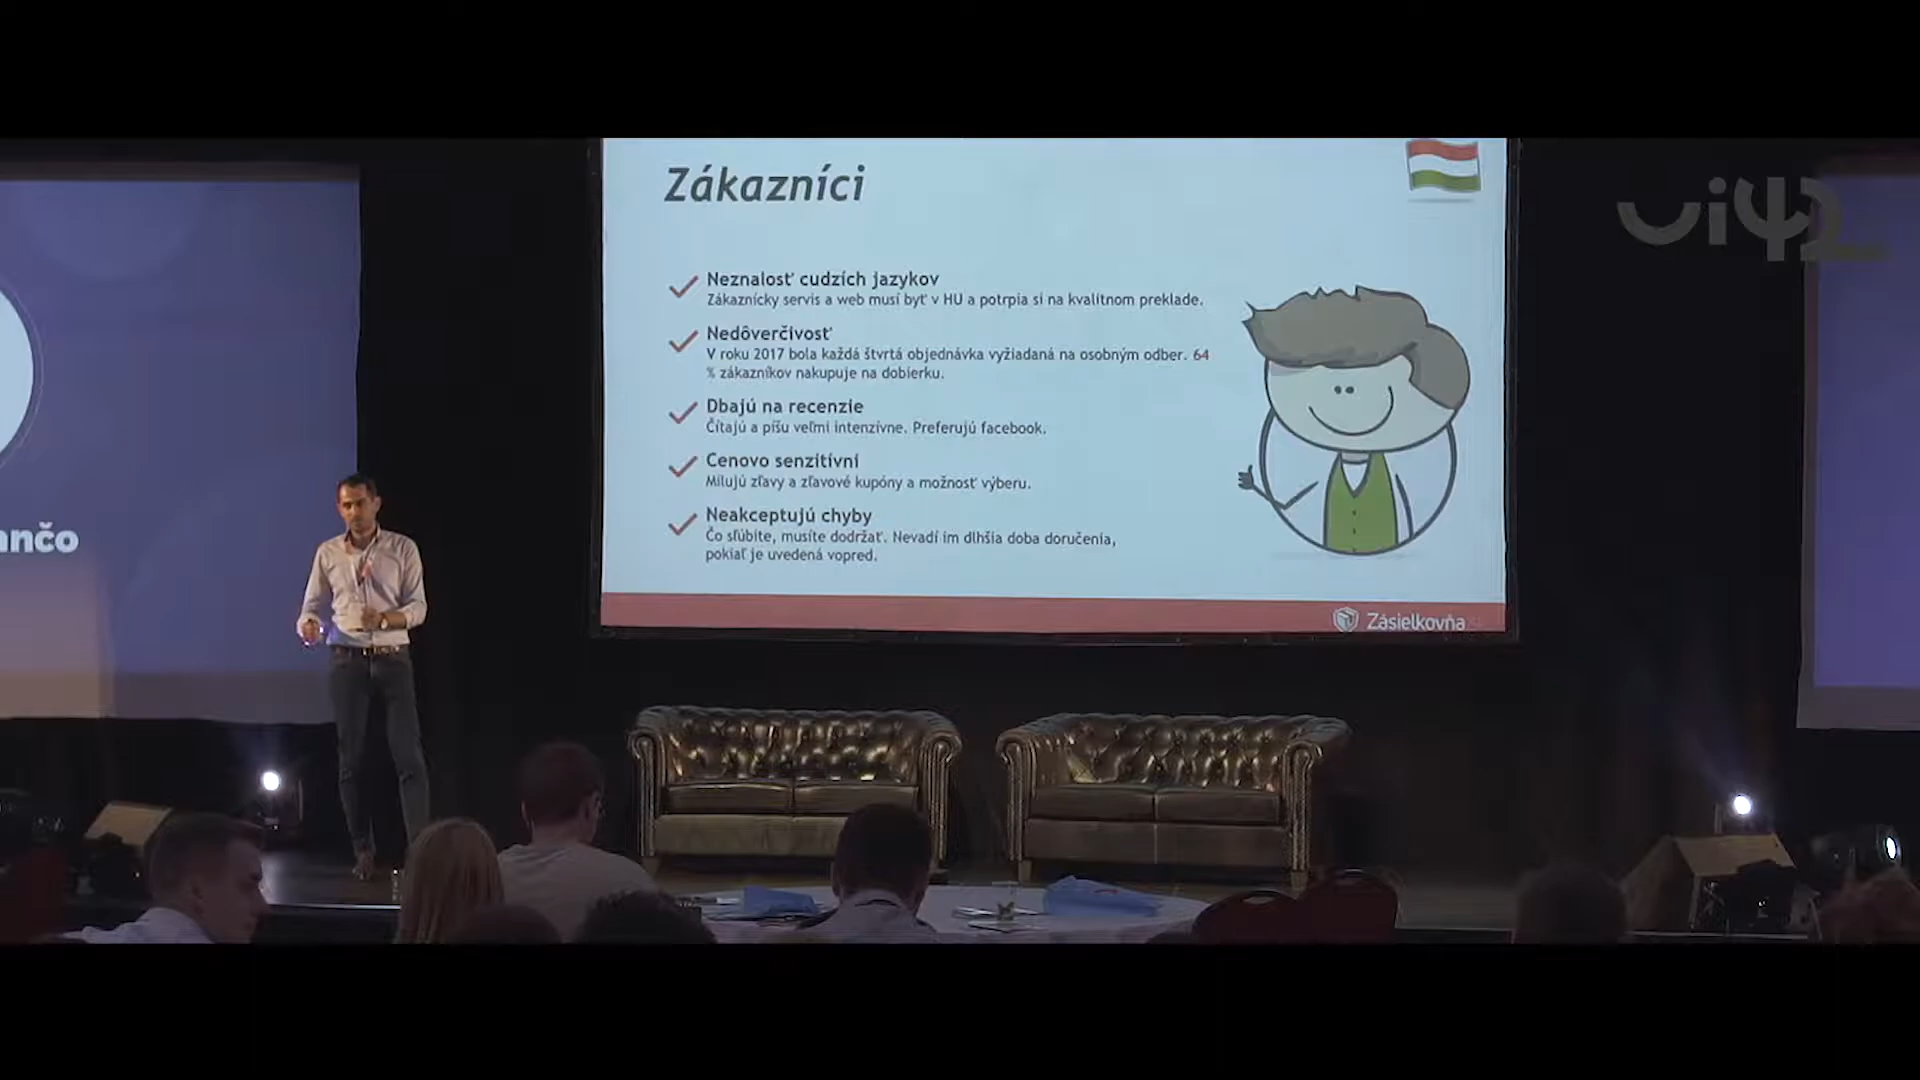 Zákazníci
Neznalosť cudzích jazykov
Zákaznícky servis a web musí byť v HU a potrpia si na kvalitnom preklade.
Nedôverčivosť
V roku 2017 bola každá štvrtá objednávka vyžiadaná na osobným odber. 64
% zákazníkov nakupuje na dobierku.
Dbajú na recenzie
Čítajú a píšu veľmi intenzívne. Preferujú facebook.
Cenovo senzitívni
Milujú zľavy a zľavové kupóny a možnosť výberu.
Neakceptujú chyby
Čo sľúbite, musíte dodržať. Nevadí im dlhšia doba doručenia,
pokiaľ je uvedená vopred.
Zásielkovňa
ančo